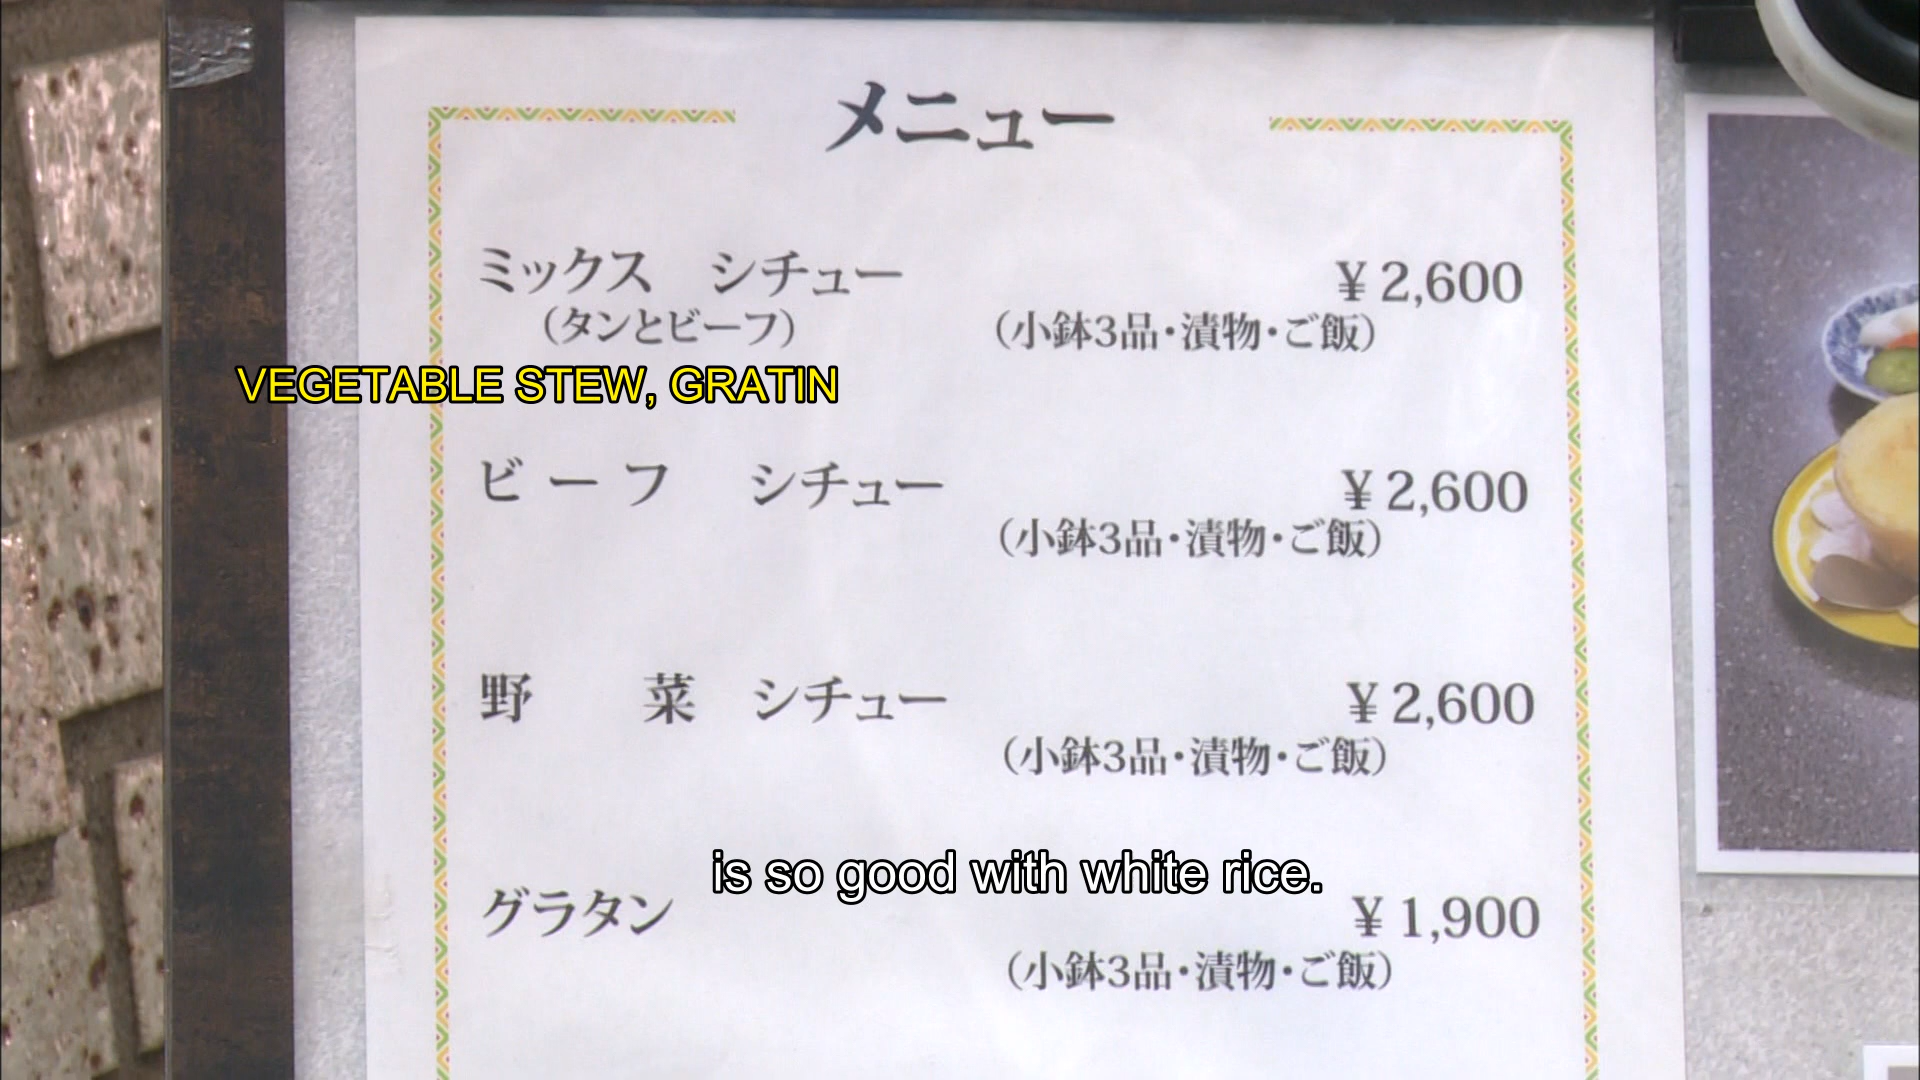 メニュー
ミックス シチュー ¥2,600
(タンとビーフ) (小鉢3品・漬物・ご飯)
VEGETABLE STEW, GRATIN
ビーフ シチュー ¥2,600
(小鉢3品・漬物・ご飯)
野菜 シチュー ¥2,600
(小鉢3品・漬物・ご飯)
is so good with white rice.
グラタン ¥1,900
(小鉢3品・漬物・ご飯)